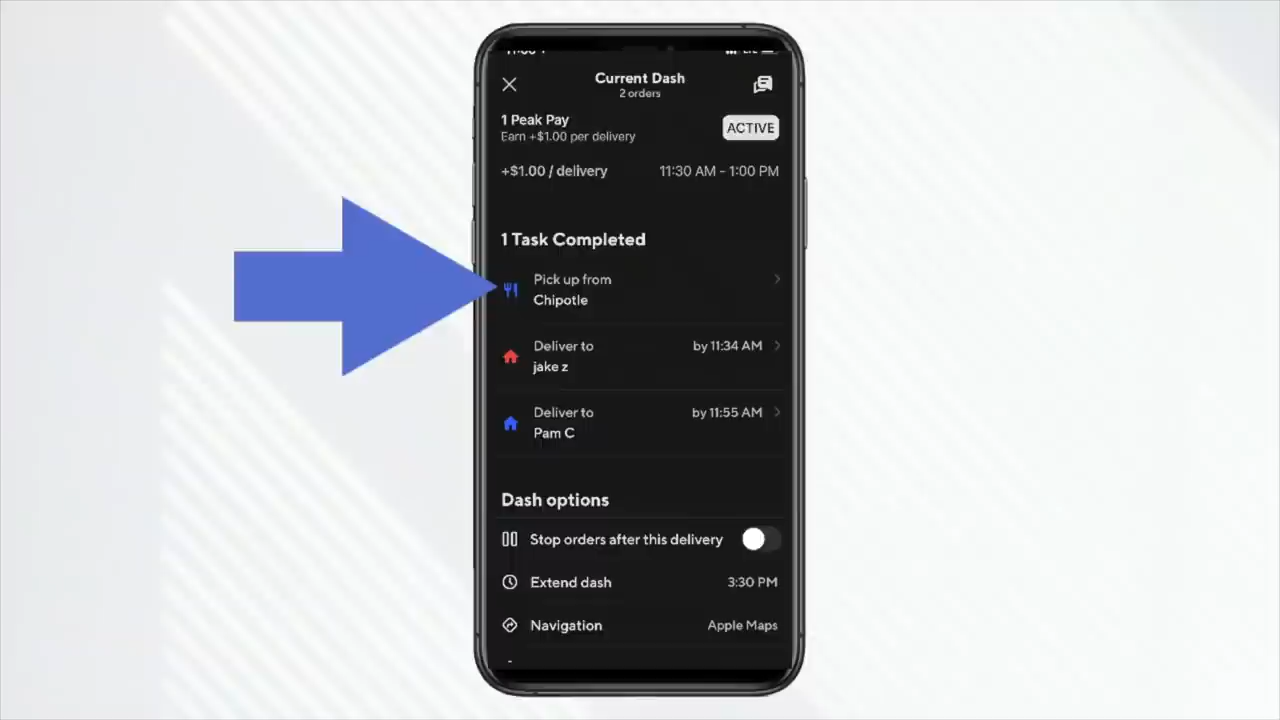 Current Dash
2 orders
1 Peak Pay
ACTIVE
Earn +$1.00 per delivery
+$1.00 / delivery
11:30 AM - 1:00 PM
1 Task Completed
Pick up from
Chipotle
Deliver to
by 11:34 AM
jake z
Deliver to
by 11:55 AM
Pam C
Dash options
Stop orders after this delivery
Extend dash
3:30 PM
Navigation
Apple Maps